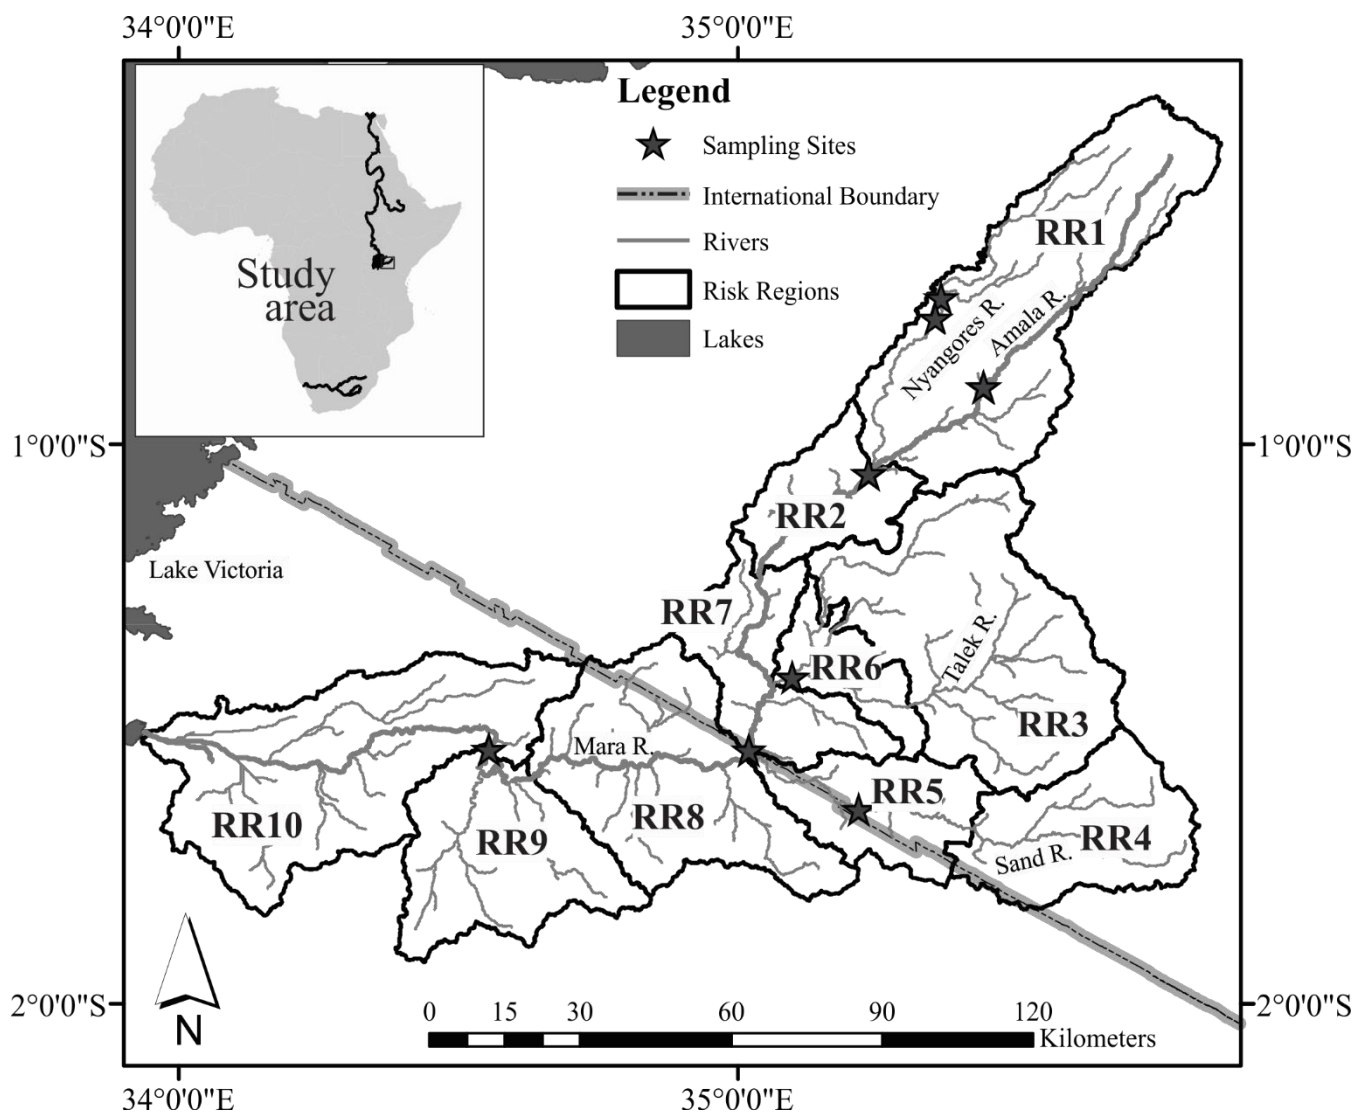 34°0'0"E
35°0'0"E
Legend
Sampling Sites
International Boundary
Rivers
Risk Regions
Lakes
Study
area
RR1
Nyangores R.
Amala R.
1°0'0"S
1°0'0"S
RR2
Lake Victoria
RR7
RR6
Talek R.
RR3
Mara R.
RR5
RR10
RR9
RR8
RR4
Sand R.
2°0'0"S
2°0'0"S
N
0 15 30 60 90 120
Kilometers
34°0'0"E
35°0'0"E